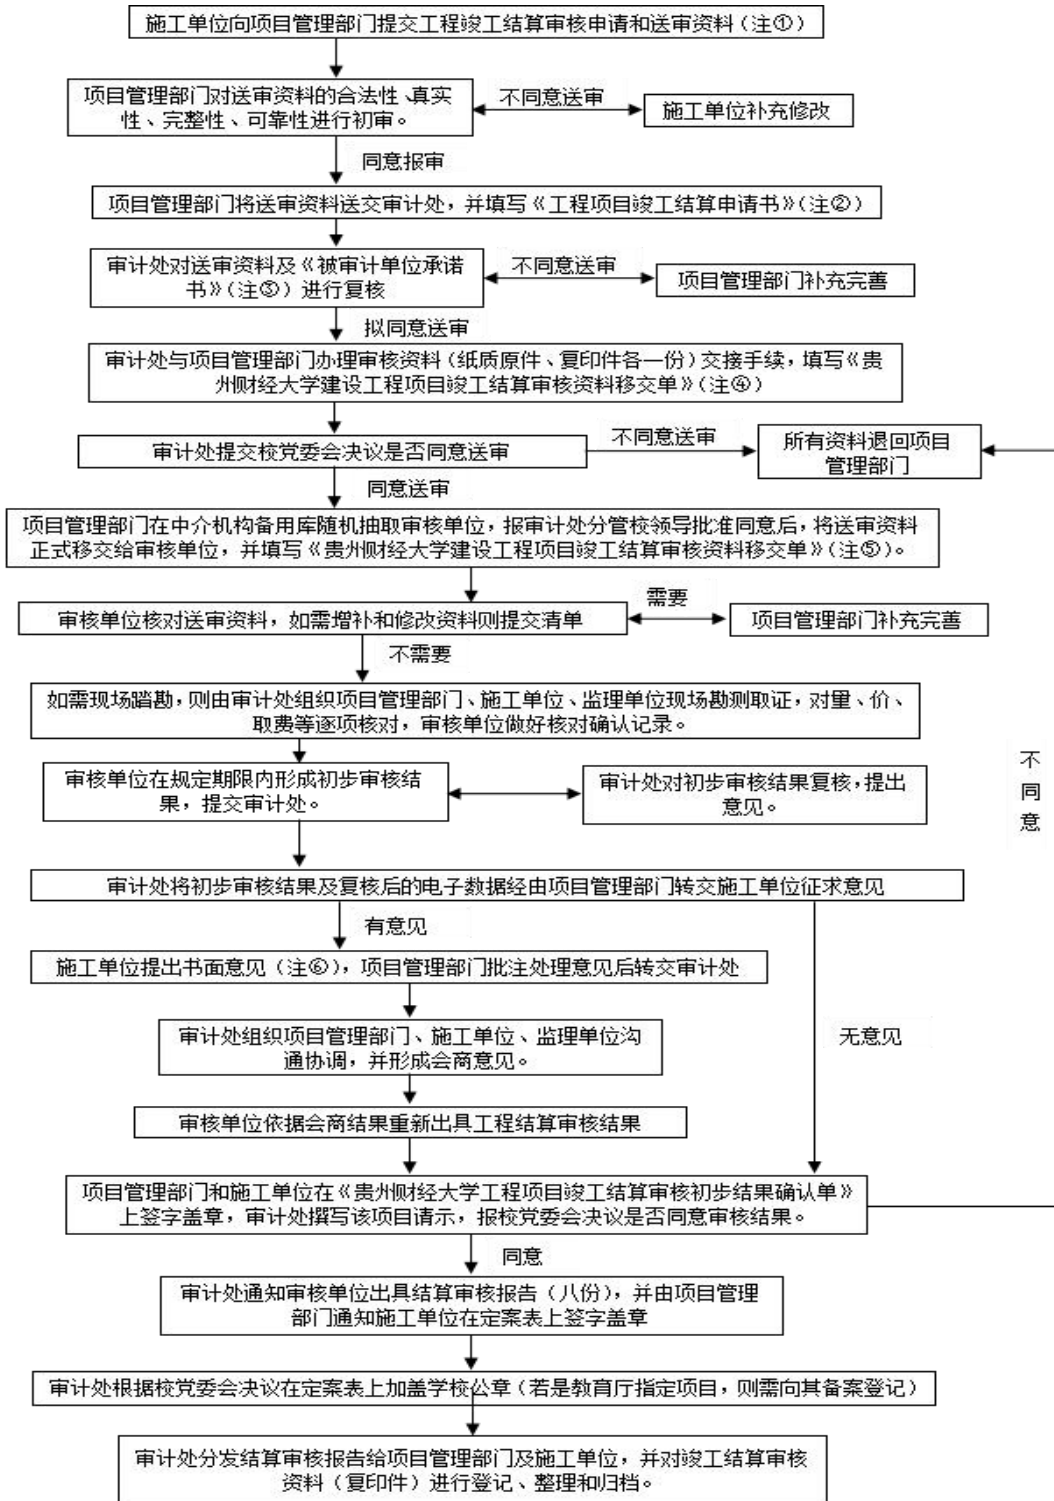 施工单位向项目管理部门提交工程竣工结算审核申请和送审资料(注①)
项目管理部门对送审资料的合法性、真实
性、完整性、可靠性进行初审。
不同意送审
施工单位补充修改
同意报审
项目管理部门将送审资料送交审计处,并填写《工程项目竣工结算申请书》(注②)
审计处对送审资料及《被审计单位承诺
书》(注③)进行复核
不同意送审
项目管理部门补充完善
拟同意送审
审计处与项目管理部门办理审核资料(纸质原件、复印件各一份)交接手续,填写《贵
州财经大学建设工程项目竣工结算审核资料移交单》(注④)
审计处提交校党委会决议是否同意送审
不同意送审
所有资料退回项目
管理部门
同意送审
项目管理部门在中介机构备用库随机抽取审核单位,报审计处分管校领导批准同意后,将送审资料
正式移交给审核单位,并填写《贵州财经大学建设工程项目竣工结算审核资料移交单》(注⑤)。
审核单位核对送审资料,如需增补和修改资料则提交清单
需要
项目管理部门补充完善
不需要
如需现场踏勘,则由审计处组织项目管理部门、施工单位、监理单位现场勘测取证,对量、价、
取费等逐项核对,审核单位做好核对确认记录。
审核单位在规定期限内形成初步审核结
果,提交审计处。
审计处对初步审核结果复核,提出
意见。
不
同
意
审计处将初步审核结果及复核后的电子数据经由项目管理部门转交施工单位征求意见
有意见
施工单位提出书面意见(注⑥),项目管理部门批注处理意见后转交审计处
审计处组织项目管理部门、施工单位、监理单位沟
通协调,并形成会商意见。
无意见
审核单位依据会商结果重新出具工程结算审核结果
项目管理部门和施工单位在《贵州财经大学工程项目竣工结算审核初步结果确认单》
上签字盖章,审计处撰写该项目请示,报校党委会决议是否同意审核结果。
同意
审计处通知审核单位出具结算审核报告(八份),并由项目管理
部门通知施工单位在定案表上签字盖章
审计处根据校党委会决议在定案表上加盖学校公章(若是教育厅指定项目,则需向其备案登记)
审计处分发结算审核报告给项目管理部门及施工单位,并对竣工结算审核
资料(复印件)进行登记、整理和归档。